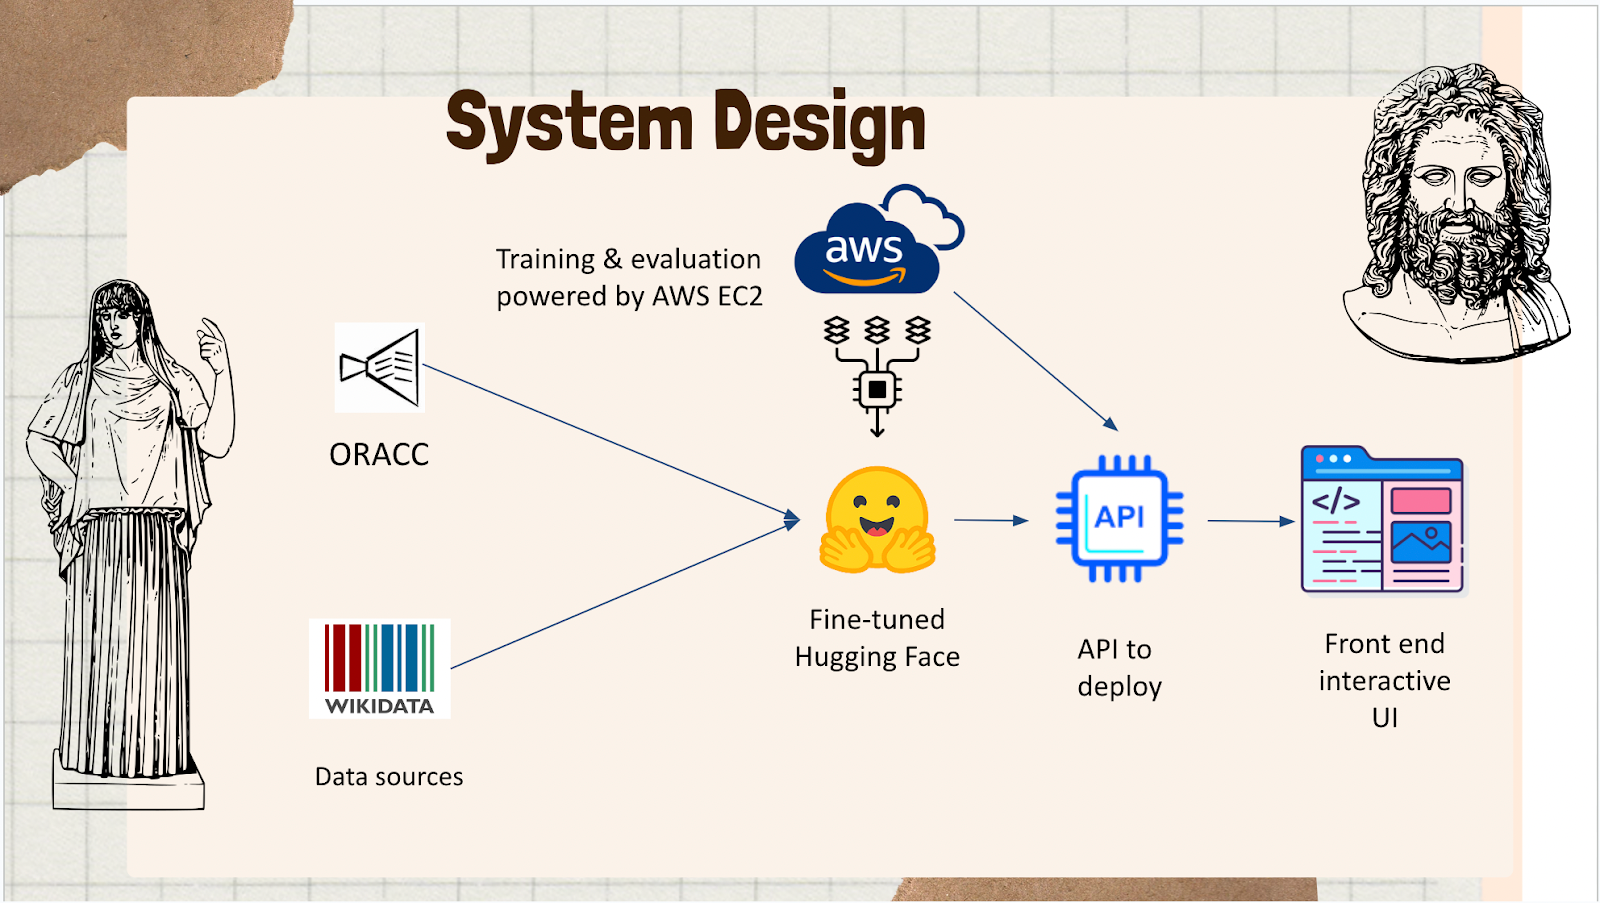 System Design
Training & evaluation
powered by AWS EC2
aws
ORACC
WIKIDATA
Data sources
Fine-tuned
Hugging Face
API
API to
deploy
</>
Front end
interactive
UI